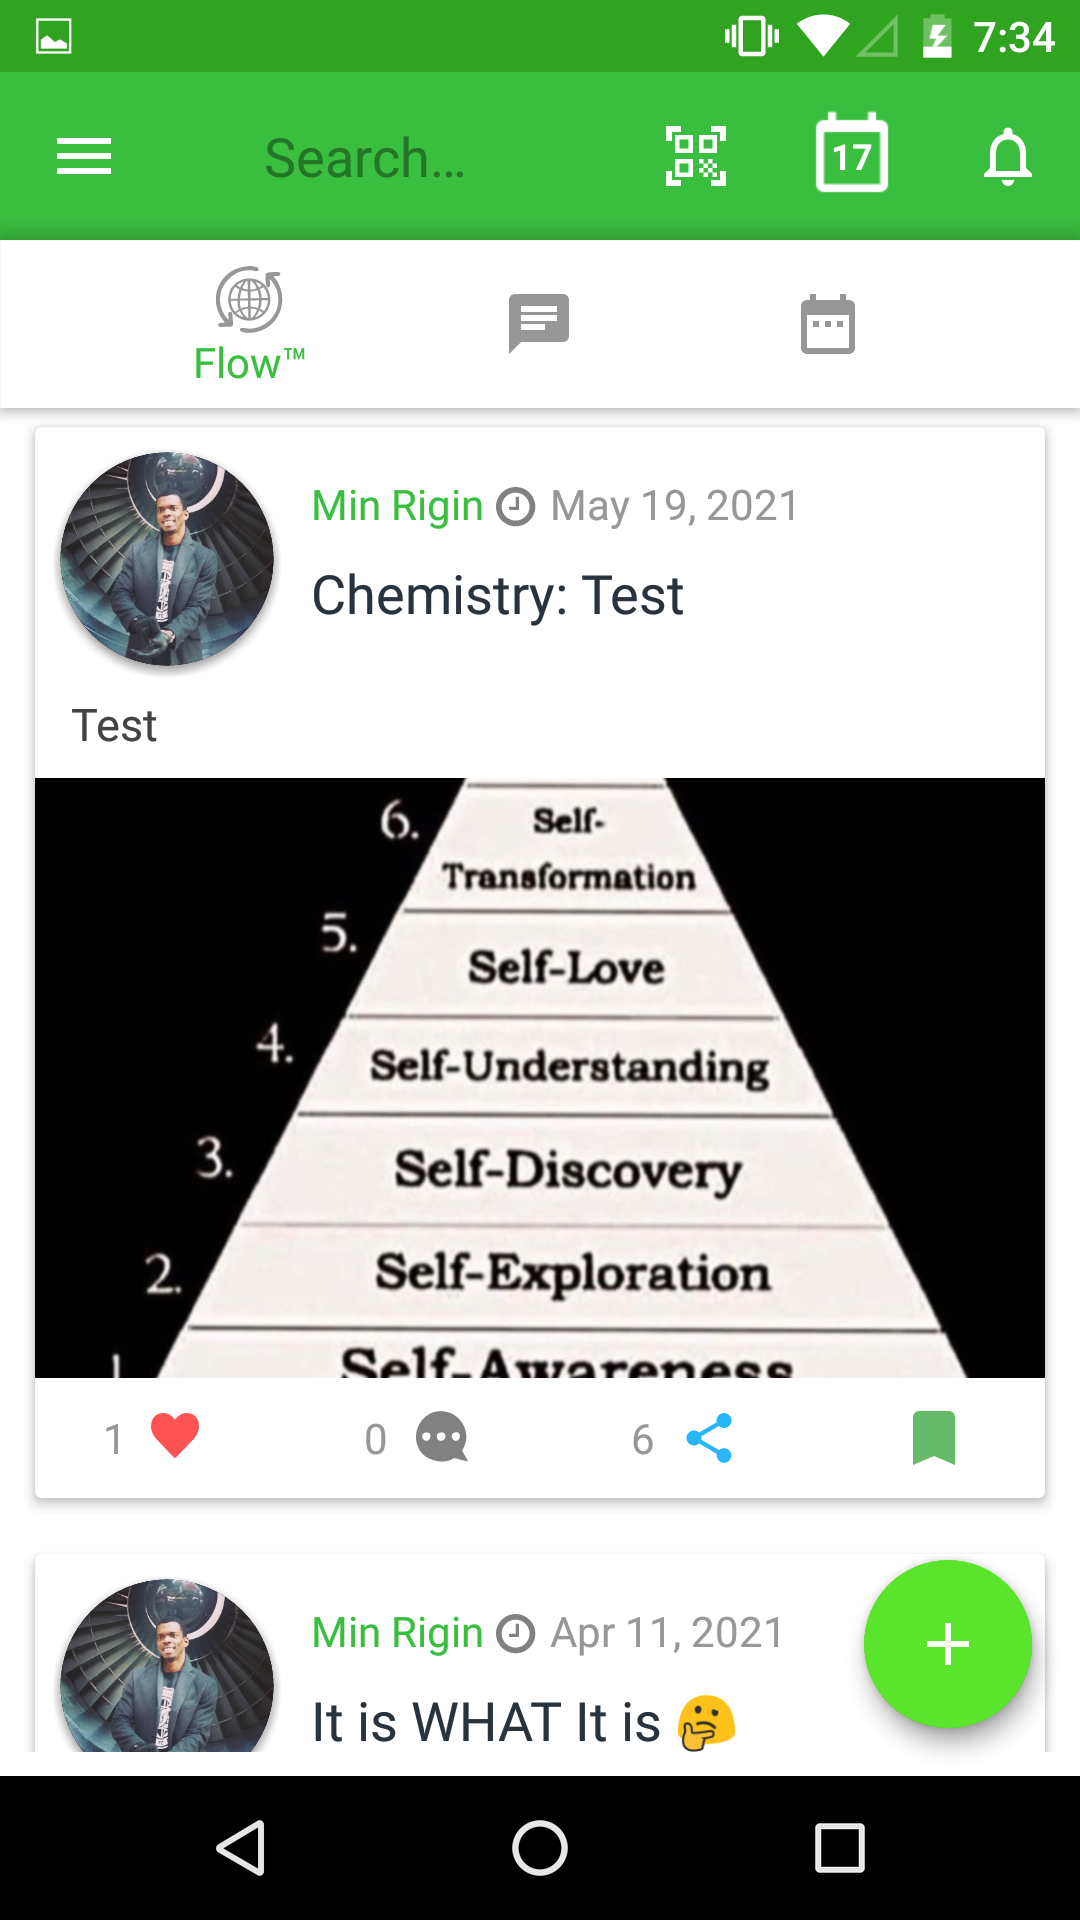 7:34
Search...
17
Flow™
Min Rigin May 19, 2021
Chemistry: Test
Test
6. Self-
Transformation
5. Self-Love
4. Self-Understanding
3. Self-Discovery
2. Self-Exploration
1 Self-Awareness
1 0 6
Min Rigin Apr 11, 2021
It is WHAT It is 🤔